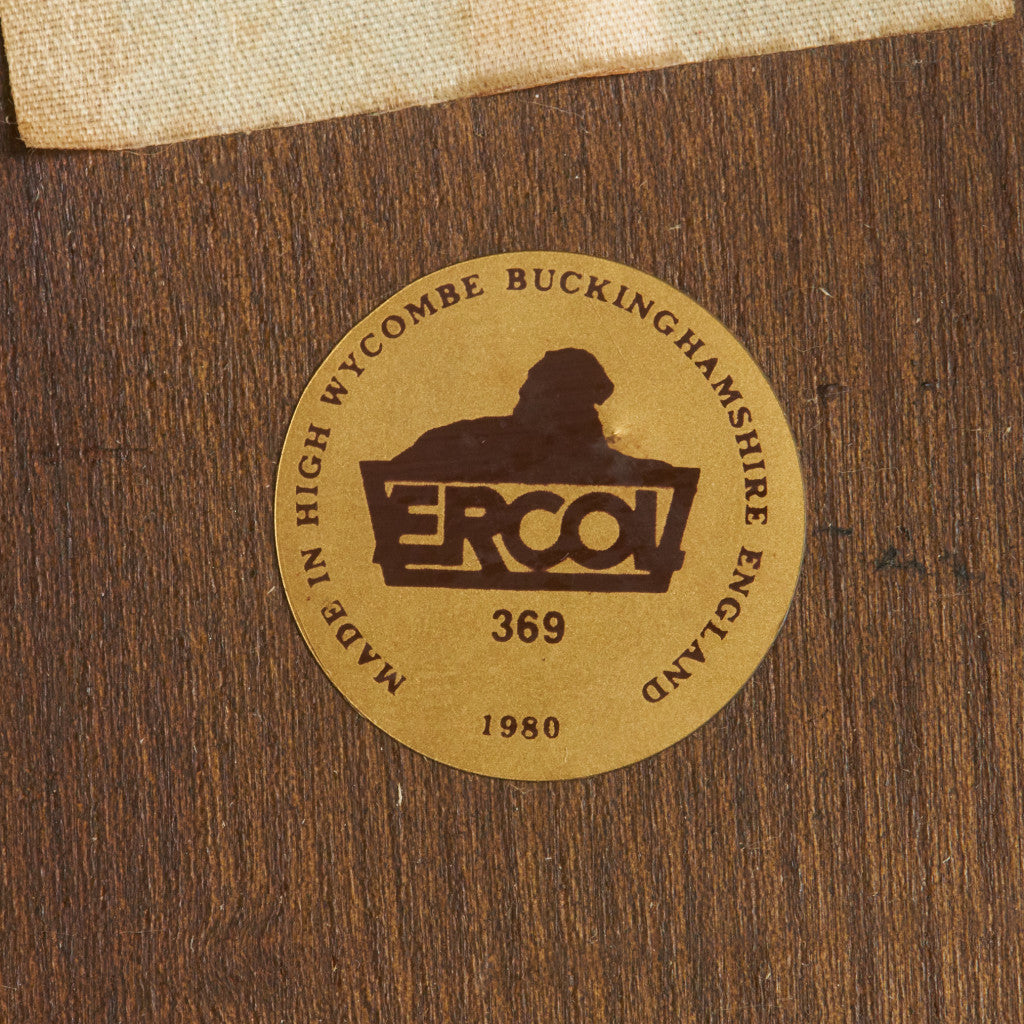 MADE IN HIGH WYCOMBE BUCKINGHAMSHIRE ENGLAND
ERCOL
369
1980